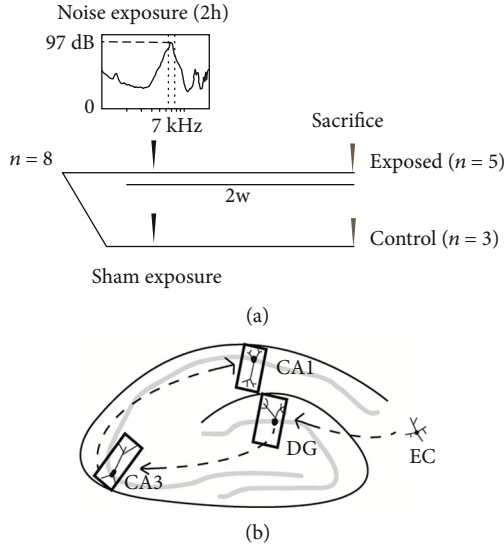 Noise exposure (2h)
97 dB
0
7 kHz
Sacrifice
n = 8
Exposed (n = 5)
2w
Control (n = 3)
Sham exposure
(a)
CA1
DG
EC
CA3
(b)